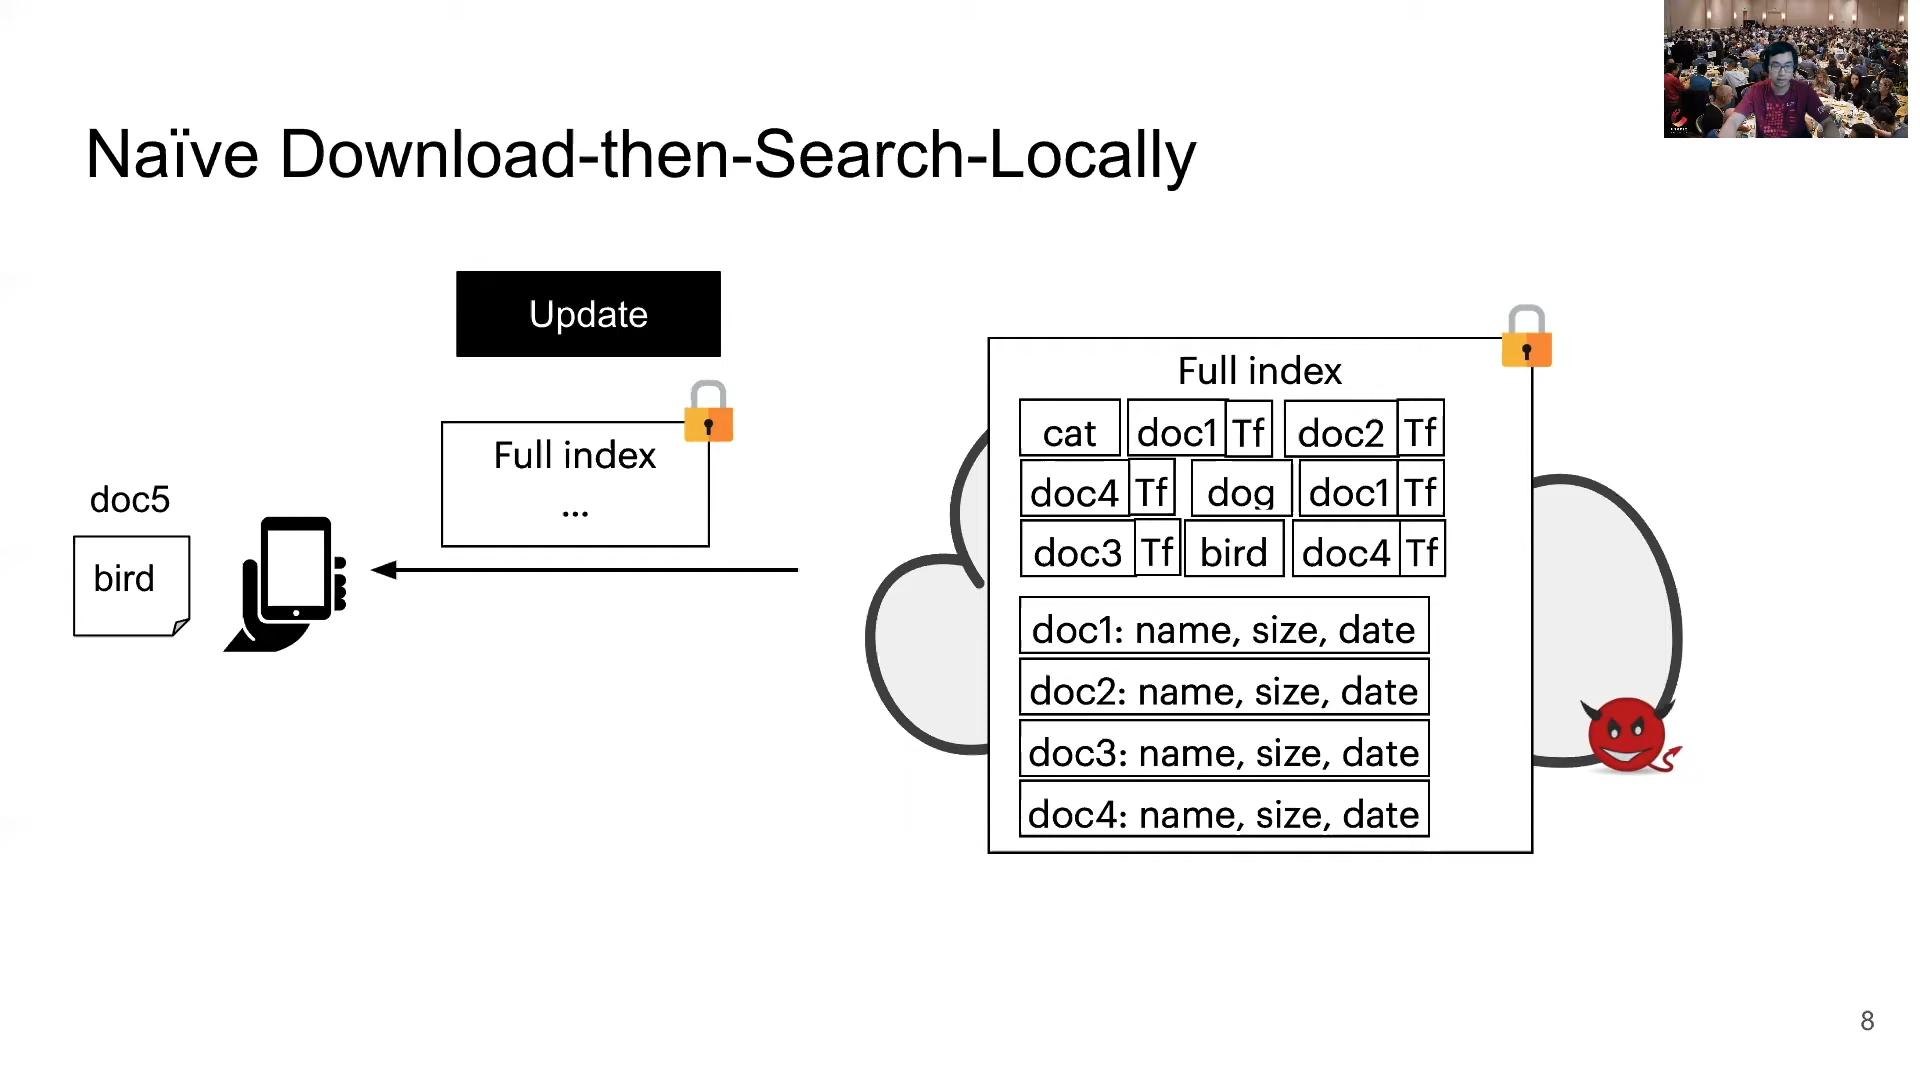 Naïve Download-then-Search-Locally
Update
Full index
...
doc5
bird
Full index
cat doc1 Tf doc2 Tf
doc4 Tf dog doc1 Tf
doc3 Tf bird doc4 Tf
doc1: name, size, date
doc2: name, size, date
doc3: name, size, date
doc4: name, size, date
8